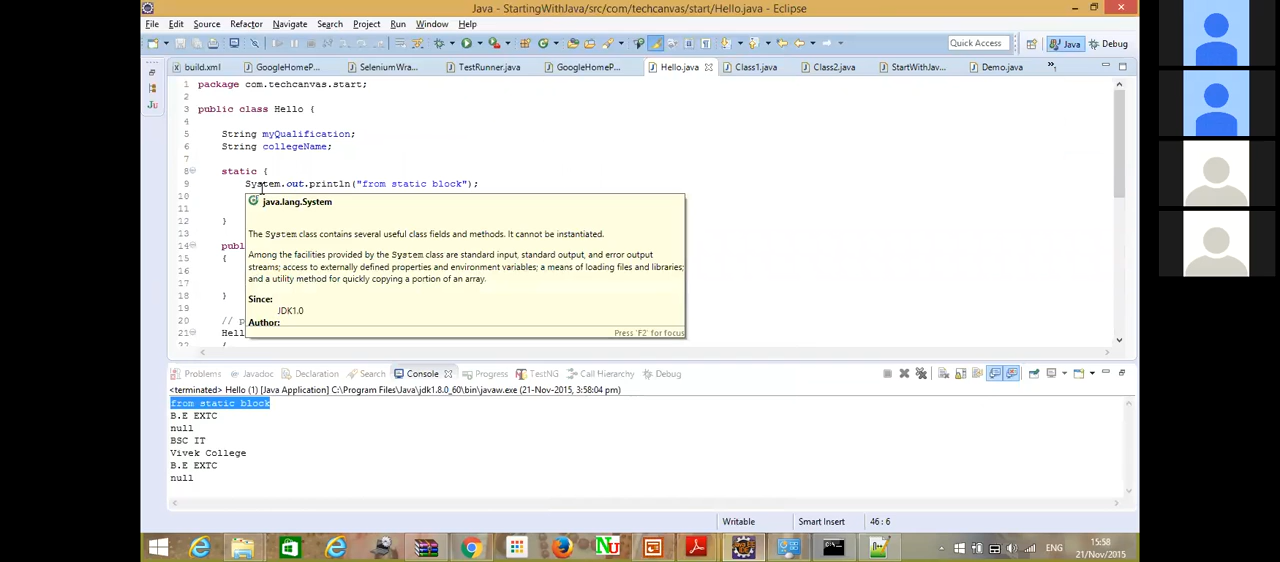 Java - StartingWithJava/src/com/techcanvas/start/Hello.java - Eclipse
File Edit Source Refactor Navigate Search Project Run Window Help
Quick Access Java Debug
build.xml GoogleHomeP... SeleniumWra... TestRunner.java GoogleHomeP... Hello.java Class1.java Class2.java StartWithJav... Demo.java
1 package com.techcanvas.start;
2
3 public class Hello {
4
5 String myQualification;
6 String collegeName;
7
8 static {
9 System.out.println("from static block");
10
11
12 }
13
14 publ
15 {
16
17
18 }
19
20 // p
21 Hell
22 {
java.lang.System
The System class contains several useful class fields and methods. It cannot be instantiated.
Among the facilities provided by the System class are standard input, standard output, and error output
streams; access to externally defined properties and environment variables; a means of loading files and libraries;
and a utility method for quickly copying a portion of an array.
Since:
JDK1.0
Author:
Press 'F2' for focus
Problems Javadoc Declaration Search Console Progress Call Hierarchy TestNG Debug
<terminated> Hello (1) [Java Application] C:\Program Files\Java\jdk1.8.0_60\bin\javaw.exe (21-Nov-2015, 3:58:04 pm)
from static block
B.E EXTC
null
BSC IT
Vivek College
B.E EXTC
null
Writable Smart Insert 46 : 6
ENG 15:58
21/Nov/2015